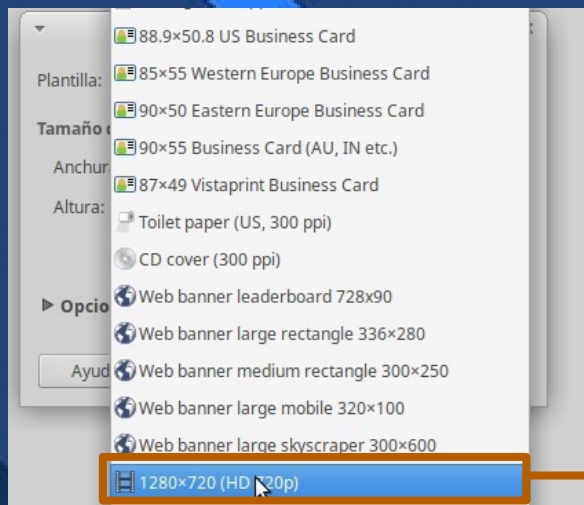 88.9×50.8 US Business Card
Plantilla:
85×55 Western Europe Business Card
90×50 Eastern Europe Business Card
Tamaño
90×55 Business Card (AU, IN etc.)
87×49 Vistaprint Business Card
Altura:
Toilet paper (US, 300 ppi)
CD cover (300 ppi)
Web banner leaderboard 728x90
Web banner large rectangle 336×280
Web banner medium rectangle 300×250
Web banner large mobile 320×100
Web banner large skyscraper 300×600
1280×720 (HD 720p)